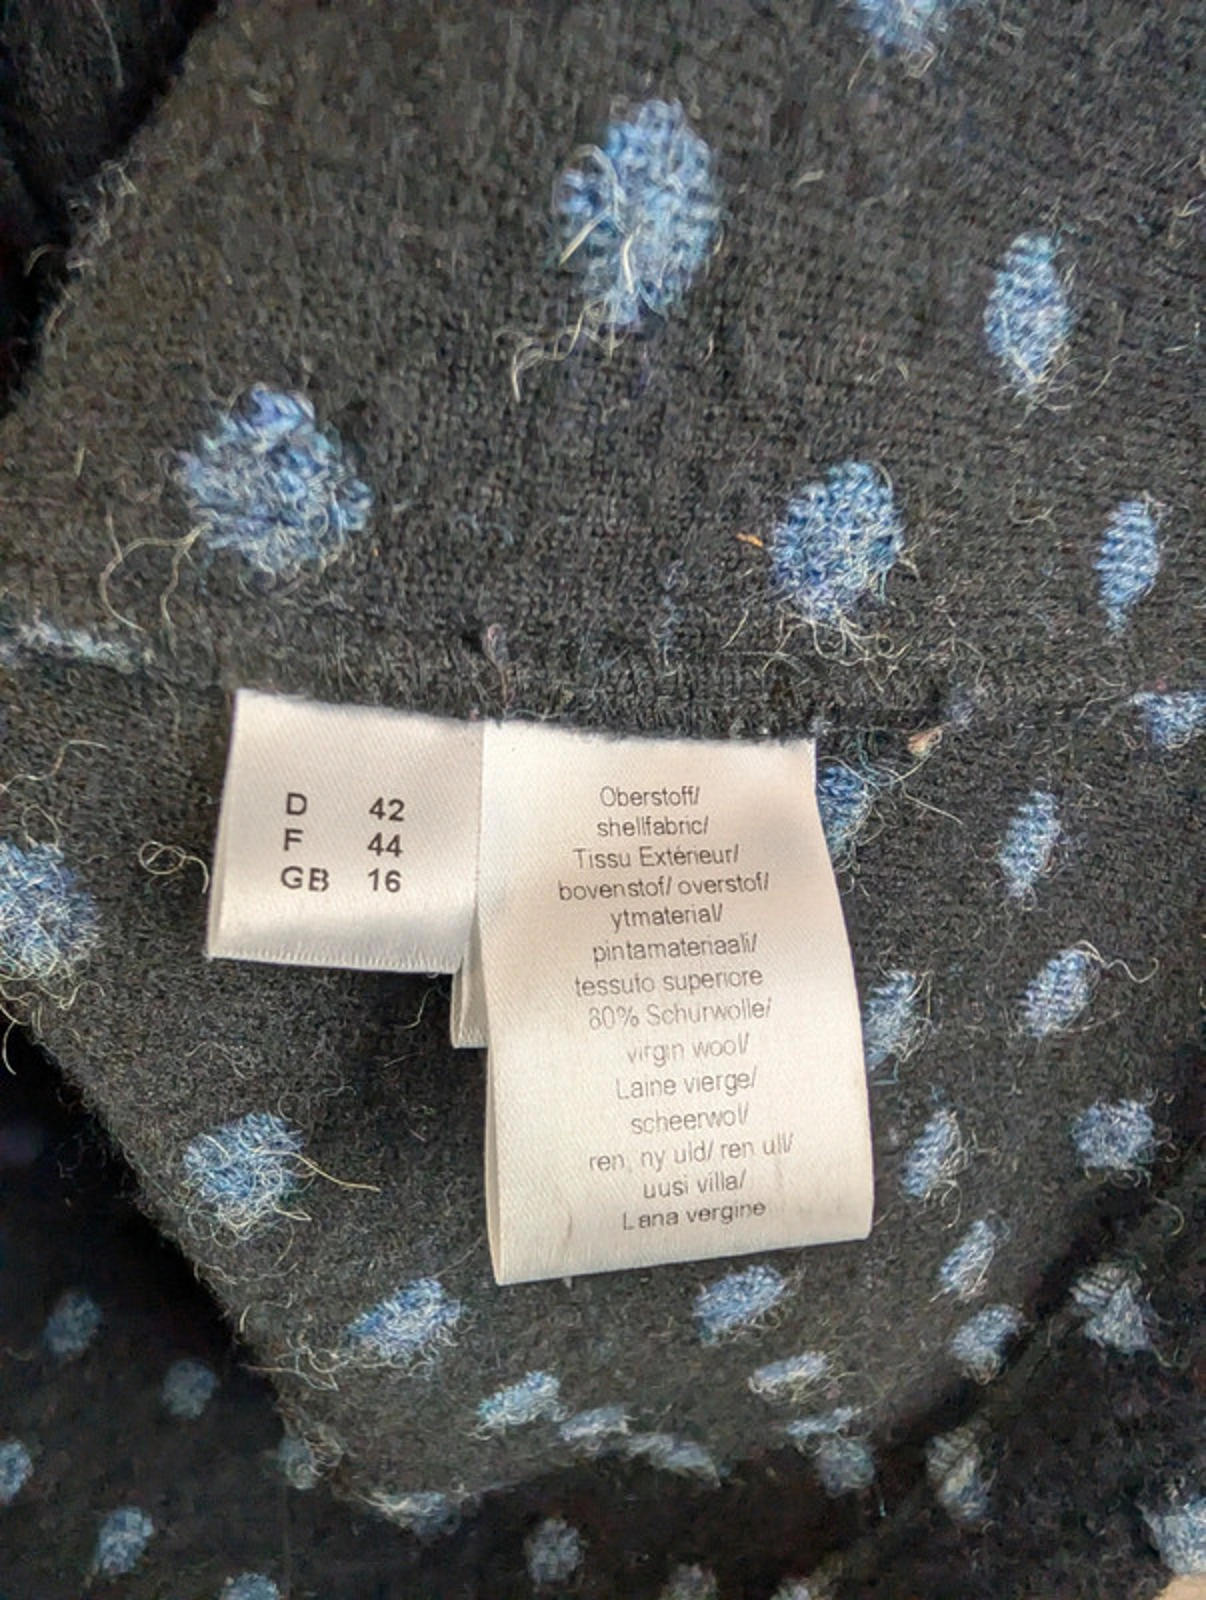 D 42
F 44
GB 16
Oberstoff/
shellfabric/
Tissu Extérieur/
bovenstof/ overstof/
ytmaterial/
pintamateriaali/
tessuto superiore
80% Schurwolle/
virgin wool/
Laine vierge/
scheerwol/
ren, ny uld/ ren ull/
uusi villa/
Lana vergine